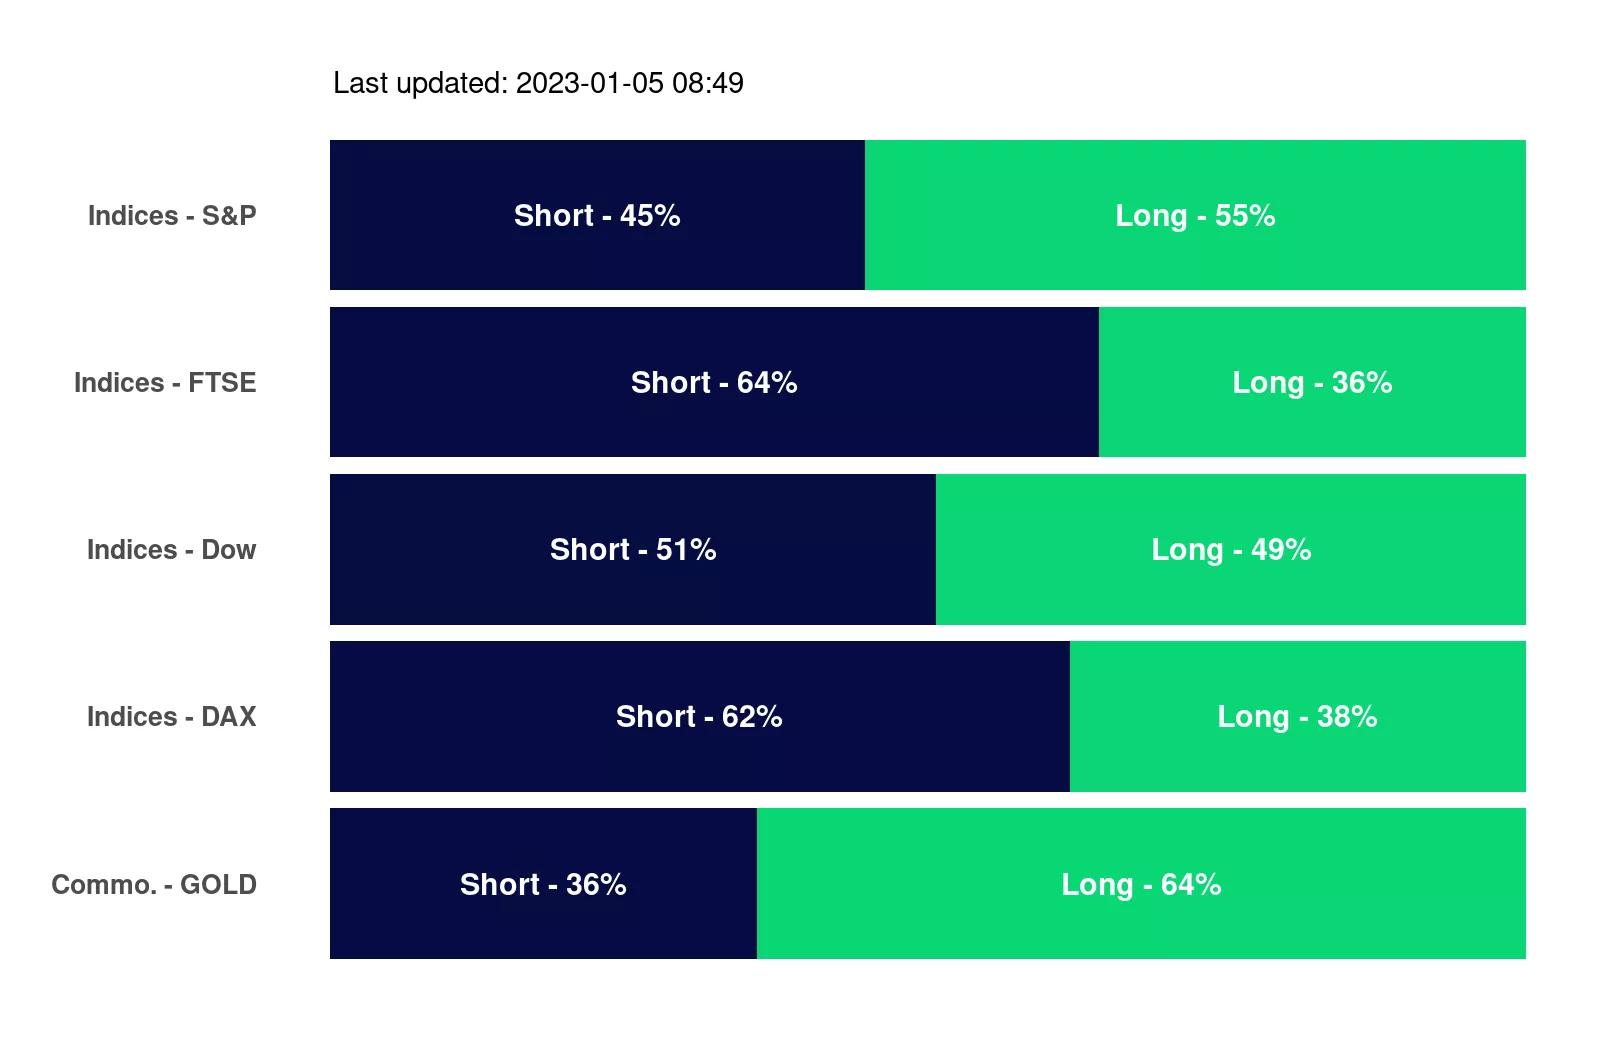 Last updated: 2023-01-05 08:49
Indices - S&P Short - 45% Long - 55%
Indices - FTSE Short - 64% Long - 36%
Indices - Dow Short - 51% Long - 49%
Indices - DAX Short - 62% Long - 38%
Commo. - GOLD Short - 36% Long - 64%